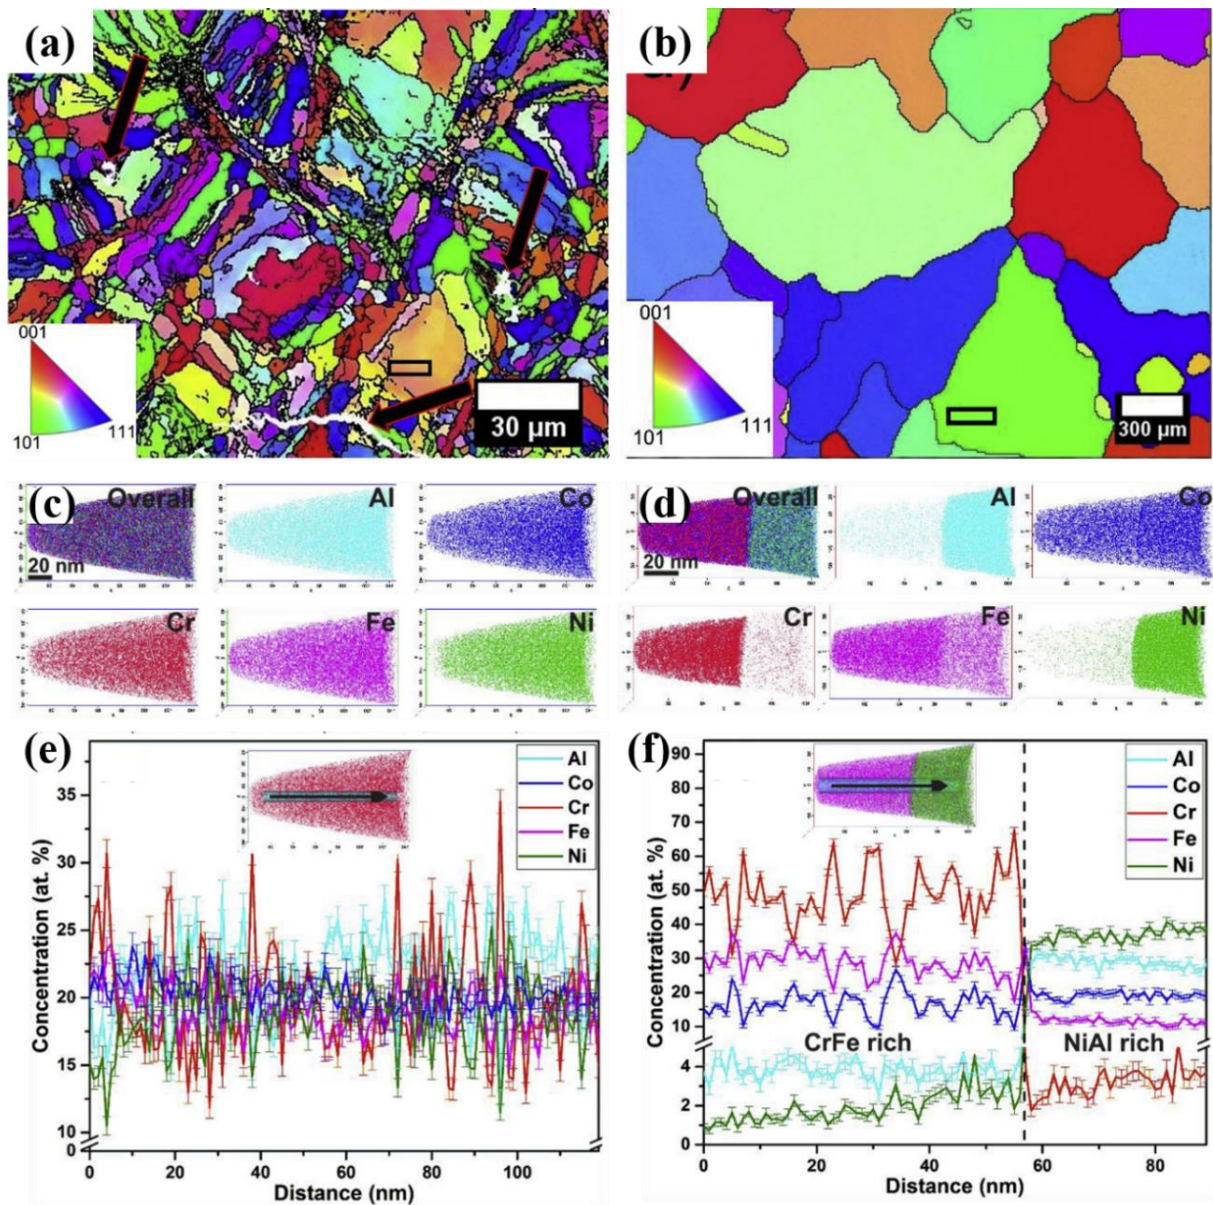 (a)
001
101
111
30 µm
(b)
001
101
111
300 µm
(c)
Overall
Al
Co
20 nm
Cr
Fe
Ni
(d)
Overall
Al
Co
20 nm
Cr
Fe
Ni
(e)
Al
Co
Cr
Fe
Ni
35
30
25
20
15
10
0
Concentration (at. %)
0 20 40 60 80 100
Distance (nm)
(f)
Al
Co
Cr
Fe
Ni
90
80
70
60
50
40
30
20
10
4
2
0
Concentration (at. %)
CrFe rich
NiAl rich
0 20 40 60 80
Distance (nm)